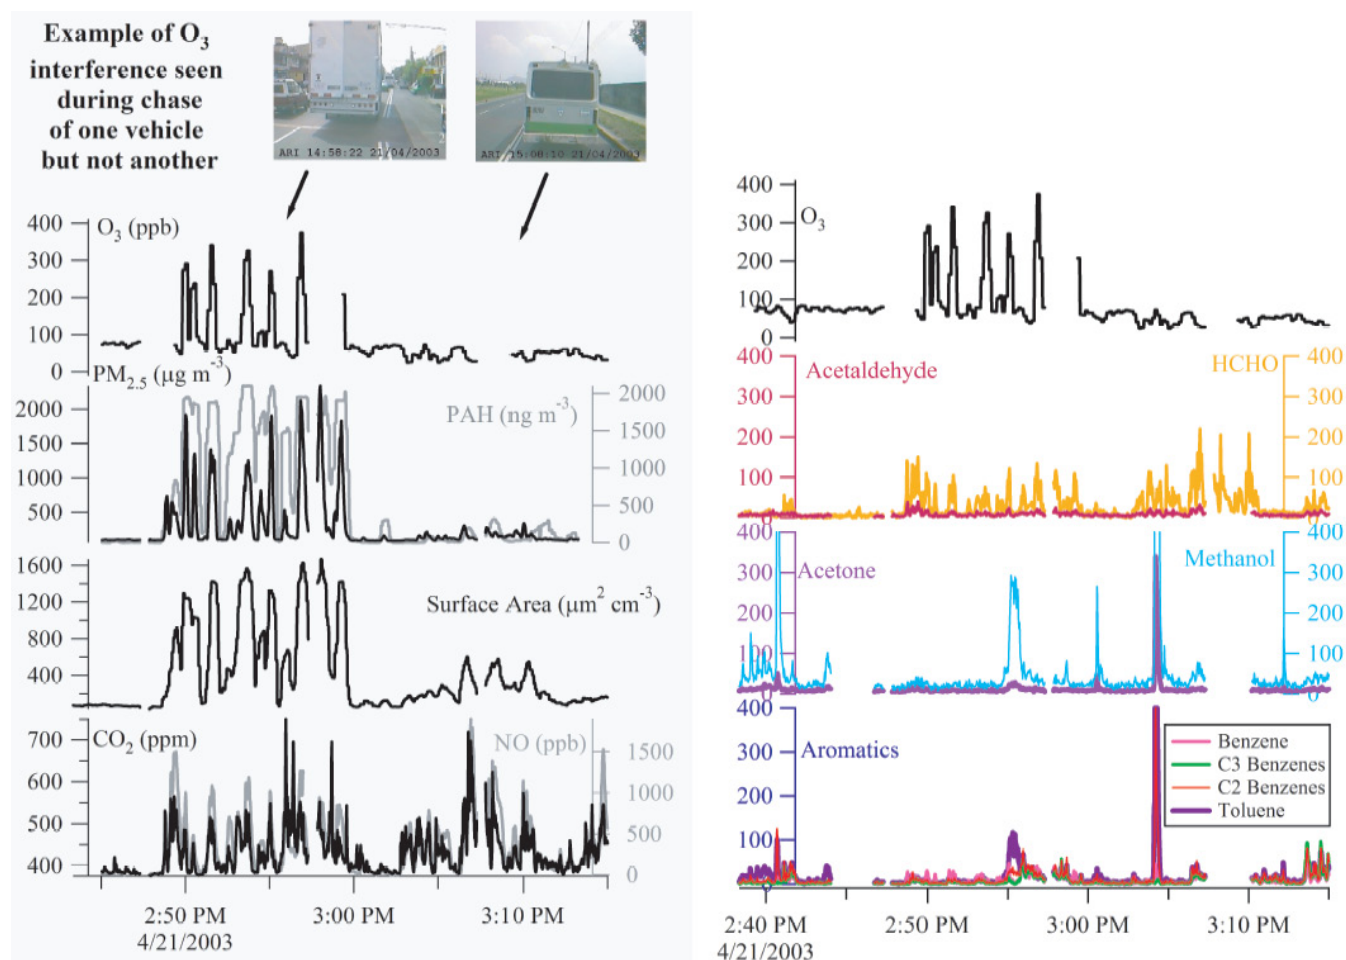 Example of O3
interference seen
during chase
of one vehicle
but not another
ARI 14:58:22 21/04/2003
ARI 15:08:10 21/04/2003
400
O3 (ppb)
300
200
100
0
PM2.5 (μg m-3)
2000
1500
1000
500
PAH (ng m-3)
2000
1500
1000
500
0
1600
1200
800
400
Surface Area (μm2 cm-3)
CO2 (ppm)
700
600
500
400
NO (ppb)
1500
1000
500
0
2:50 PM
3:00 PM
3:10 PM
4/21/2003
400
O3
300
200
100
0
400
Acetaldehyde
HCHO
400
300
300
200
200
100
100
0
400
Acetone
Methanol
400
300
300
200
200
100
100
0
0
400
Aromatics
300
200
100
0
Benzene
C3 Benzenes
C2 Benzenes
Toluene
2:40 PM
2:50 PM
3:00 PM
3:10 PM
4/21/2003